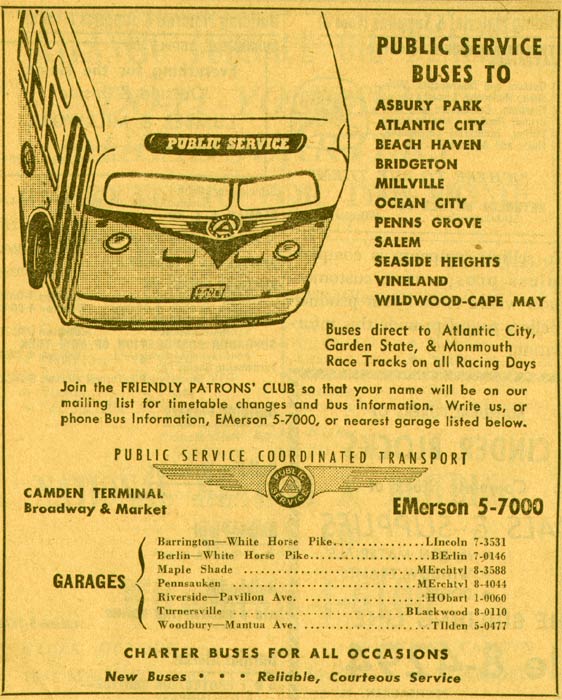 PUBLIC SERVICE
BUSES TO
ASBURY PARK
ATLANTIC CITY
BEACH HAVEN
BRIDGETON
MILLVILLE
OCEAN CITY
PENNS GROVE
SALEM
SEASIDE HEIGHTS
VINELAND
WILDWOOD-CAPE MAY
PUBLIC SERVICE
Buses direct to Atlantic City,
Garden State, & Monmouth
Race Tracks on all Racing Days
Join the FRIENDLY PATRONS' CLUB so that your name will be on our
mailing list for timetable changes and bus information. Write us, or
phone Bus Information, EMerson 5-7000, or nearest garage listed below.
PUBLIC SERVICE COORDINATED TRANSPORT
PUBLIC SERVICE
CAMDEN TERMINAL
Broadway & Market
EMerson 5-7000
GARAGES
Barrington—White Horse Pike..................LIncoln 7-3531
Berlin—White Horse Pike......................BErlin 7-0146
Maple Shade ..............................MErchtvl 8-3588
Pennsauken ..............................MErchtvl 8-4044
Riverside—Pavilion Ave. ......................HObart 1-0060
Turnersville ............................BLackwood 8-0110
Woodbury—Mantua Ave. ........................TIlden 5-0477
CHARTER BUSES FOR ALL OCCASIONS
New Buses • • • Reliable, Courteous Service